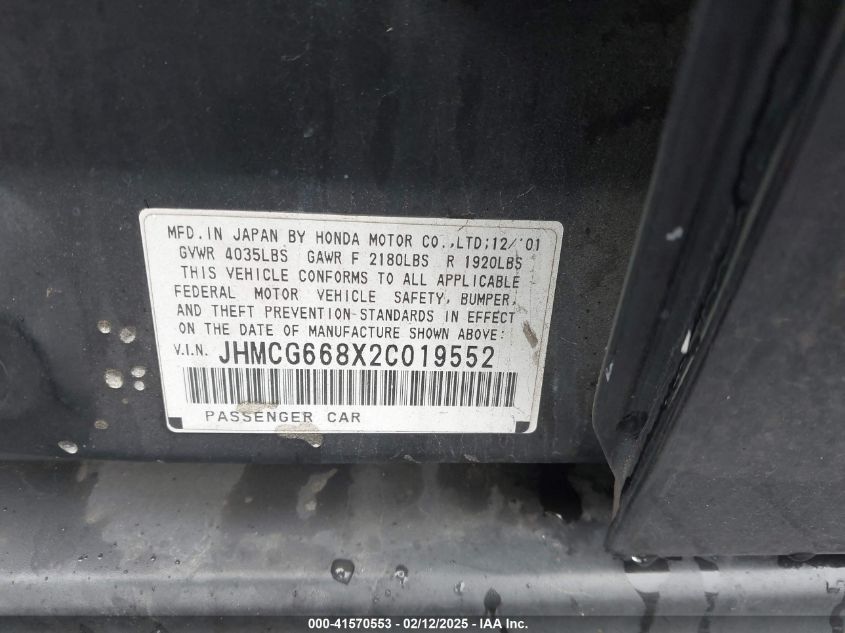 MFD. IN JAPAN BY HONDA MOTOR CO.,LTD;12/'01
GVWR 4035LBS GAWR F 2180LBS R 1920LBS
THIS VEHICLE CONFORMS TO ALL APPLICABLE
FEDERAL MOTOR VEHICLE SAFETY, BUMPER,
AND THEFT PREVENTION STANDARDS IN EFFECT
ON THE DATE OF MANUFACTURE SHOWN ABOVE:
V.I.N. JHMCG668X2C019552
PASSENGER CAR
000-41570553 - 02/12/2025 - IAAI.com